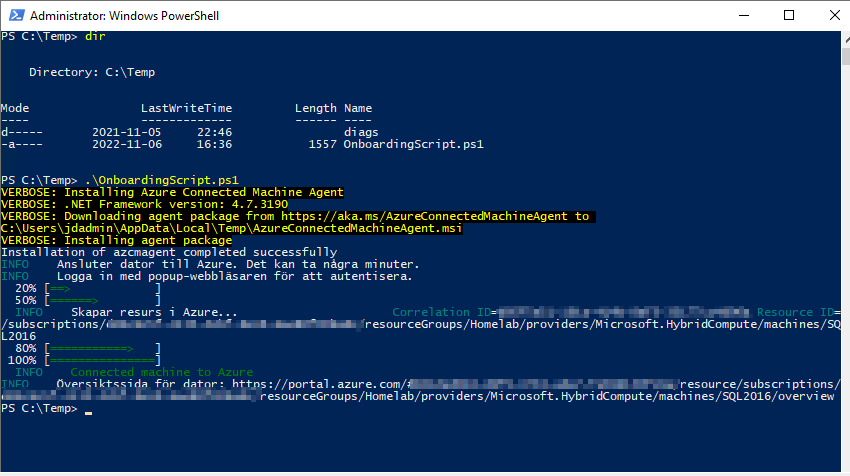 Administrator: Windows PowerShell
PS C:\Temp> dir
Directory: C:\Temp
Mode LastWriteTime Length Name
---- ------------- ------ ----
d----- 2021-11-05 22:46 diags
-a---- 2022-11-06 16:36 1557 OnboardingScript.ps1
PS C:\Temp> .\OnboardingScript.ps1
VERBOSE: Installing Azure Connected Machine Agent
VERBOSE: .NET Framework version: 4.7.3190
VERBOSE: Downloading agent package from https://aka.ms/AzureConnectedMachineAgent to
C:\Users\jdadmin\AppData\Local\Temp\AzureConnectedMachineAgent.msi
VERBOSE: Installing agent package
Installation of azcmagent completed successfully
INFO Ansluter dator till Azure. Det kan ta några minuter.
INFO Logga in med popup-webbläsaren för att autentisera.
20% [==> ]
50% [======> ]
INFO Skapar resurs i Azure... Correlation ID= Resource ID=
/subscriptions/ /resourceGroups/Homelab/providers/Microsoft.HybridCompute/machines/SQ
L2016
80% [===========> ]
100% [===============]
INFO Connected machine to Azure
INFO Översiktssida för dator: https://portal.azure.com/# /resource/subscriptions/
resourceGroups/Homelab/providers/Microsoft.HybridCompute/machines/SQL2016/overview
PS C:\Temp> _